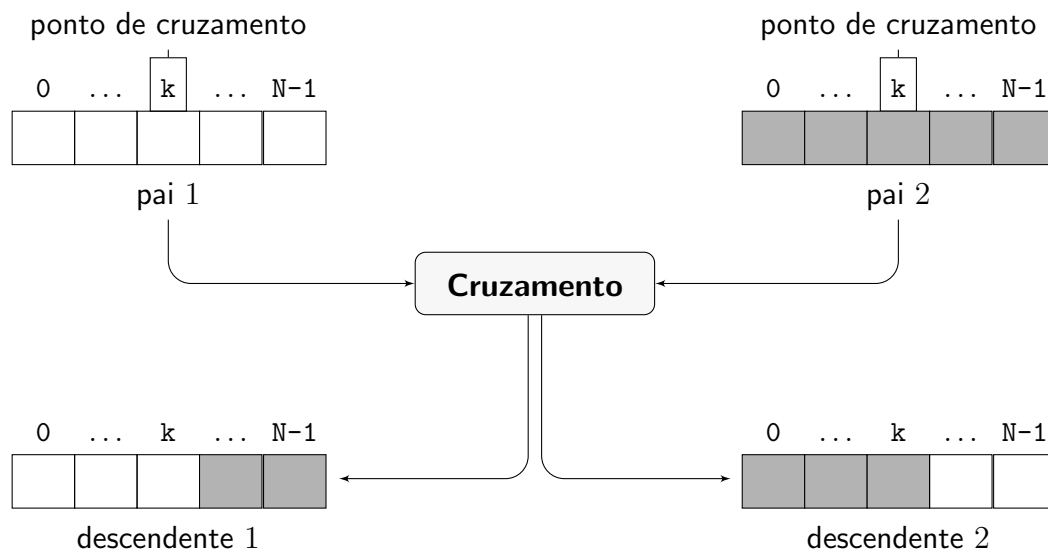 ponto de cruzamento
0 ... k ... N-1
pai 1
ponto de cruzamento
0 ... k ... N-1
pai 2
Cruzamento
0 ... k ... N-1
descendente 1
0 ... k ... N-1
descendente 2